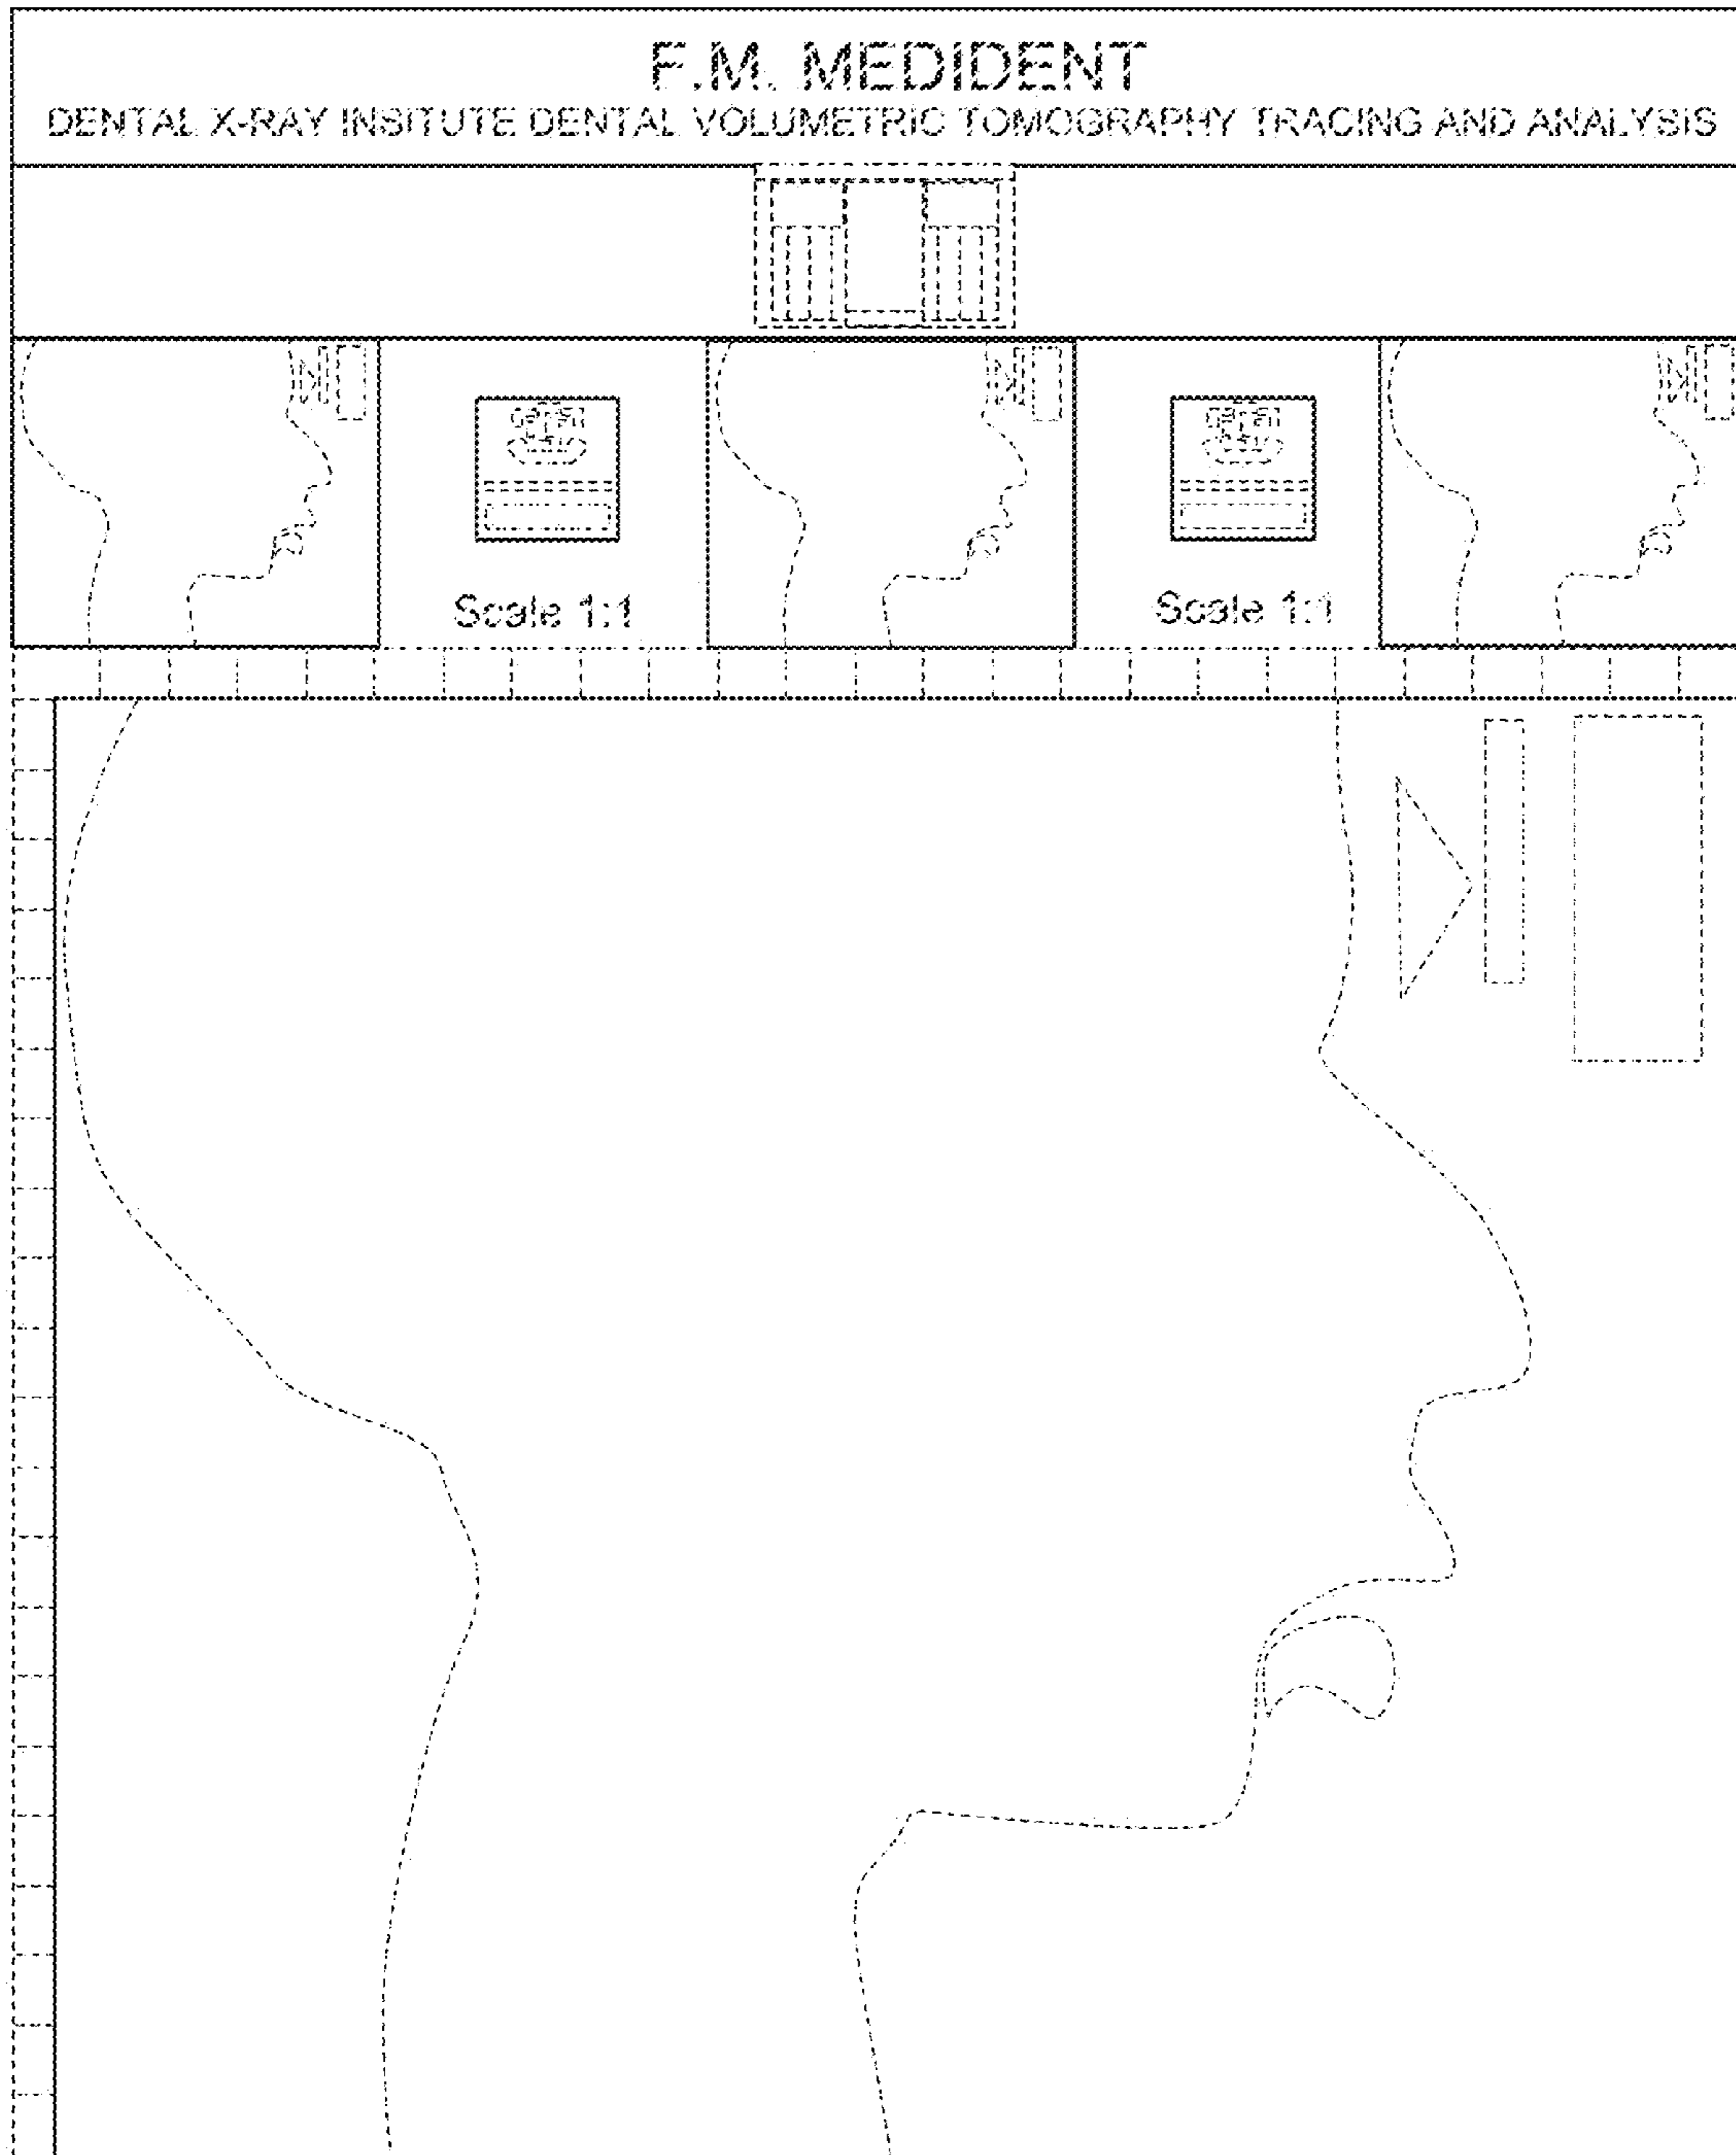 F.M. MEDIDENT
DENTAL X-RAY INSITUTE DENTAL VOLUMETRIC TOMOGRAPHY TRACING AND ANALYSIS
Scale 1:1
Scale 1:1